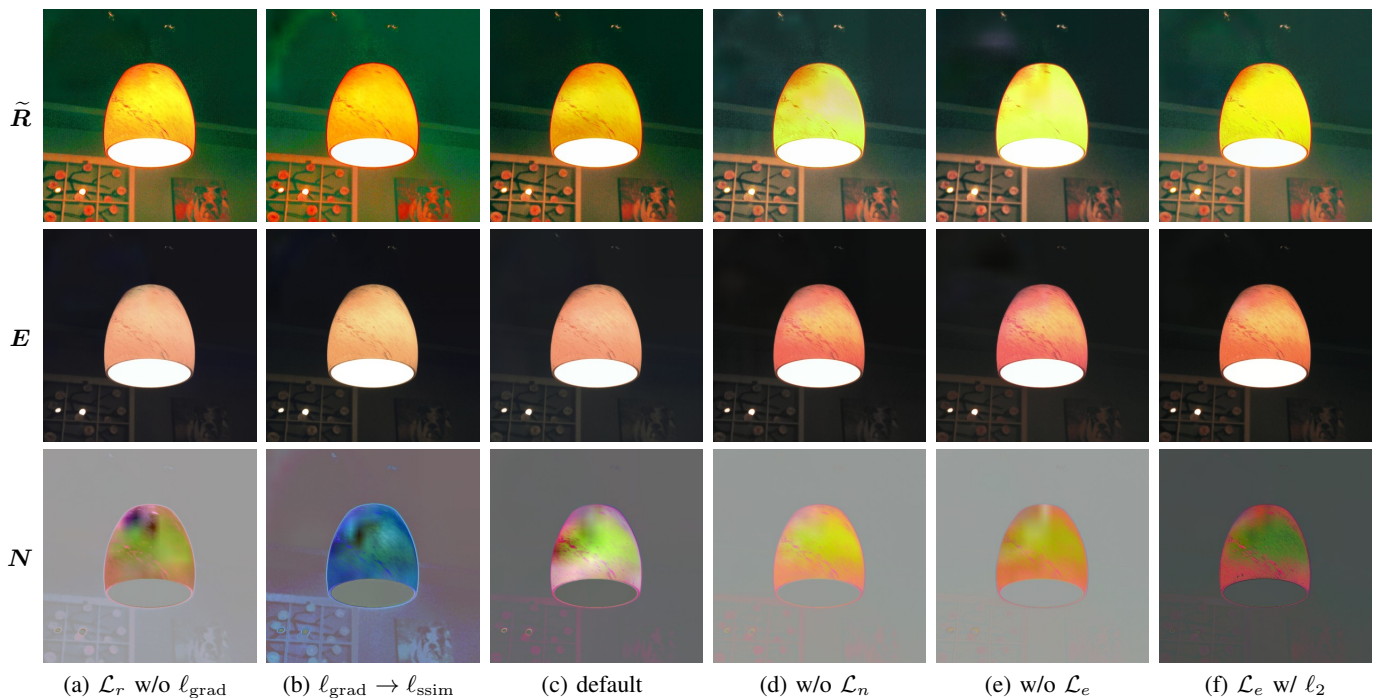 R̃
E
N
(a) ℒ_r w/o ℓ_grad
(b) ℓ_grad → ℓ_ssim
(c) default
(d) w/o ℒ_n
(e) w/o ℒ_e
(f) ℒ_e w/ ℓ_2